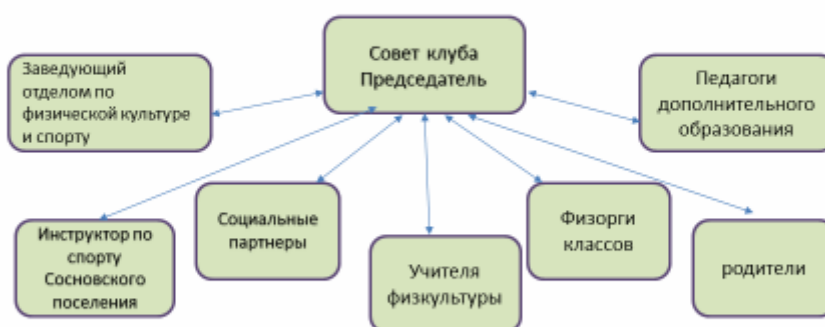 Совет клуба
Председатель
Заведующий
отделом по
физической культуре
и спорту
Педагоги
дополнительного
образования
Инструктор по
спорту
Сосновского
поселения
Социальные
партнеры
Учителя
физкультуры
Физорги
классов
родители